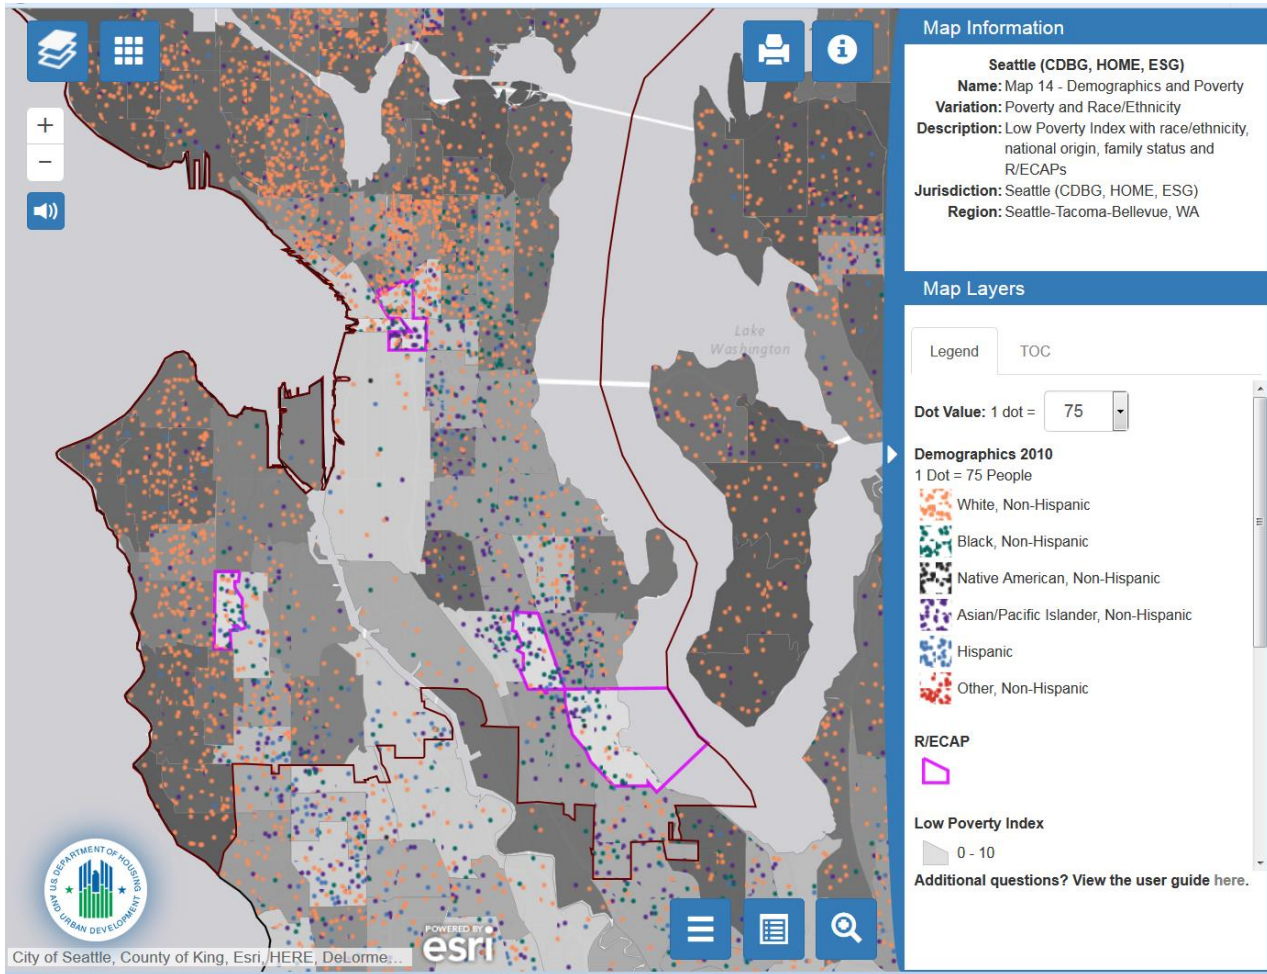 Map Information
Seattle (CDBG, HOME, ESG)
Name: Map 14 - Demographics and Poverty
Variation: Poverty and Race/Ethnicity
Description: Low Poverty Index with race/ethnicity,
national origin, family status and
R/ECAPs
Jurisdiction: Seattle (CDBG, HOME, ESG)
Region: Seattle-Tacoma-Bellevue, WA
Map Layers
Legend
TOC
Dot Value: 1 dot = 75
Demographics 2010
1 Dot = 75 People
White, Non-Hispanic
Black, Non-Hispanic
Native American, Non-Hispanic
Asian/Pacific Islander, Non-Hispanic
Hispanic
Other, Non-Hispanic
R/ECAP
Low Poverty Index
0 - 10
Additional questions? View the user guide here.
+
−
Lake
Washington
U.S. DEPARTMENT OF HOUSING
AND URBAN DEVELOPMENT
POWERED BY
esri
City of Seattle, County of King, Esri, HERE, DeLorme...